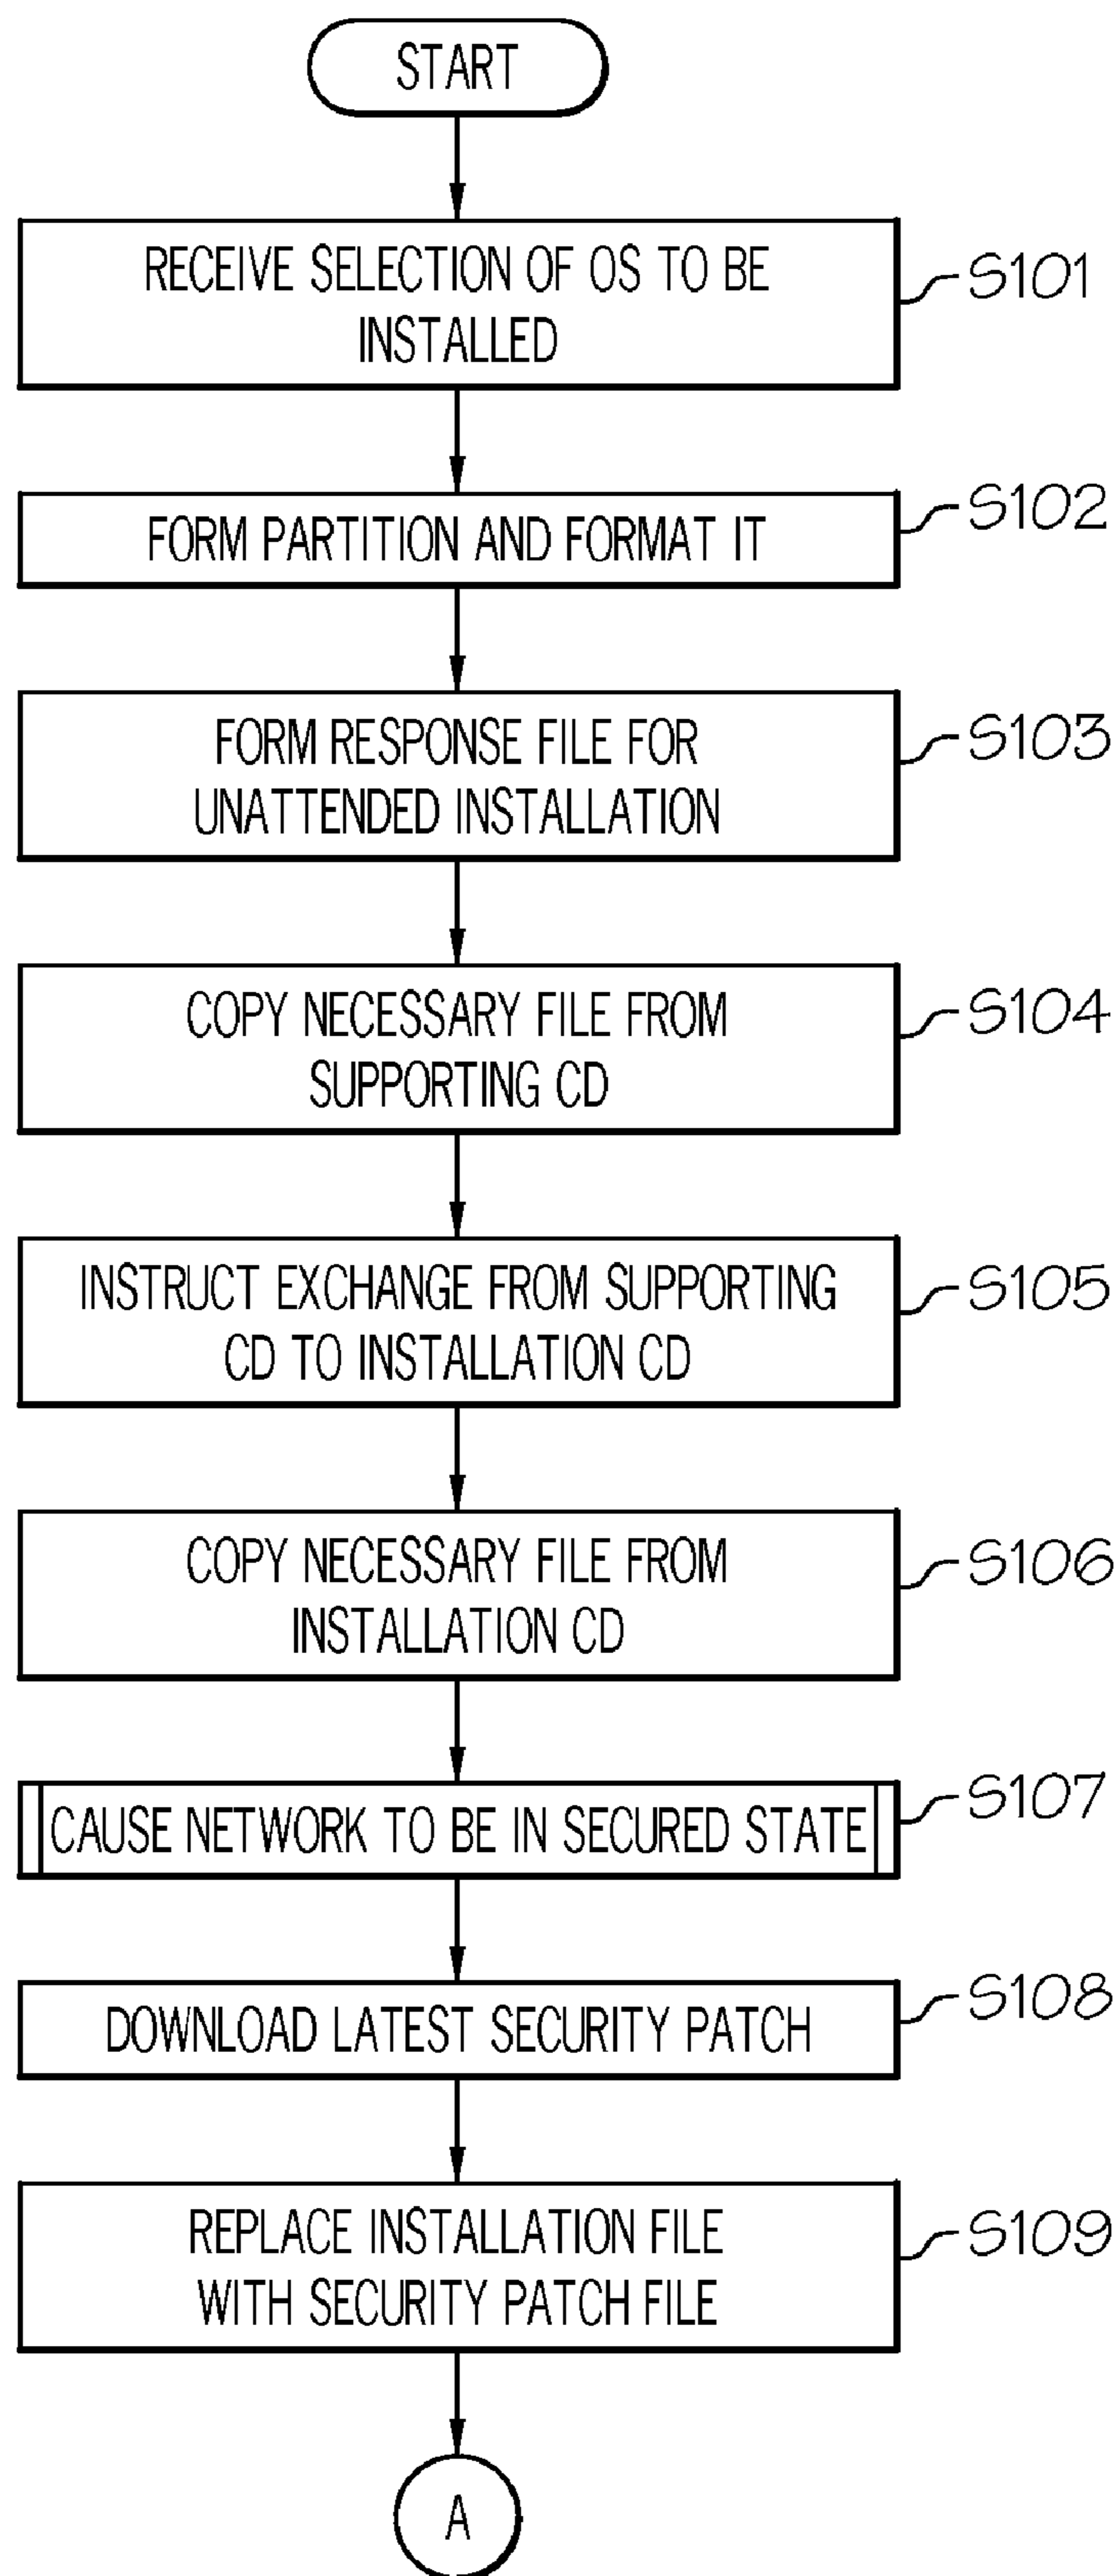 START
RECEIVE SELECTION OF OS TO BE
INSTALLED
S101
FORM PARTITION AND FORMAT IT
S102
FORM RESPONSE FILE FOR
UNATTENDED INSTALLATION
S103
COPY NECESSARY FILE FROM
SUPPORTING CD
S104
INSTRUCT EXCHANGE FROM SUPPORTING
CD TO INSTALLATION CD
S105
COPY NECESSARY FILE FROM
INSTALLATION CD
S106
CAUSE NETWORK TO BE IN SECURED STATE
S107
DOWNLOAD LATEST SECURITY PATCH
S108
REPLACE INSTALLATION FILE
WITH SECURITY PATCH FILE
S109
A